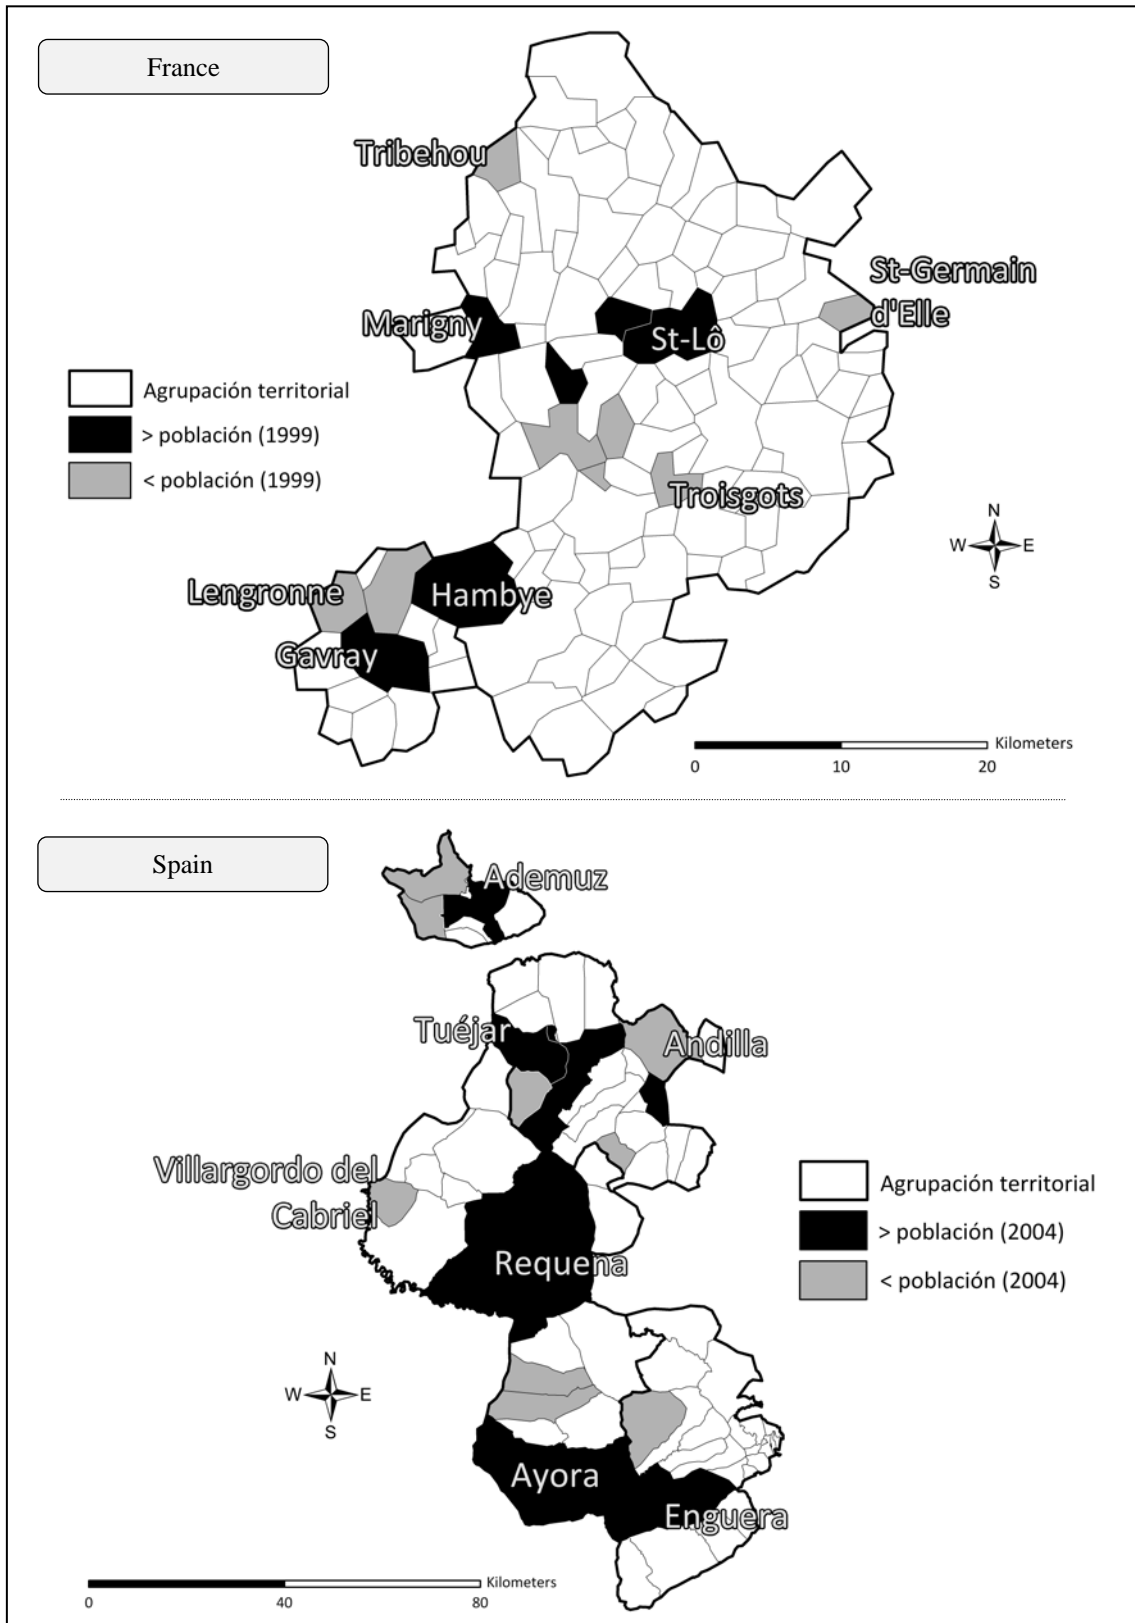 France
Tribehou
St-Germain
d'Elle
Marigny
St-Lô
Agrupación territorial
> población (1999)
< población (1999)
Troisgots
N
W E
S
Lengronne
Hambye
Gavray
Kilometers
0 10 20
Spain
Ademuz
Tuéjar
Andilla
Villargordo del
Cabriel
Agrupación territorial
> población (2004)
< población (2004)
Requena
N
W E
S
Ayora
Enguera
Kilometers
0 40 80